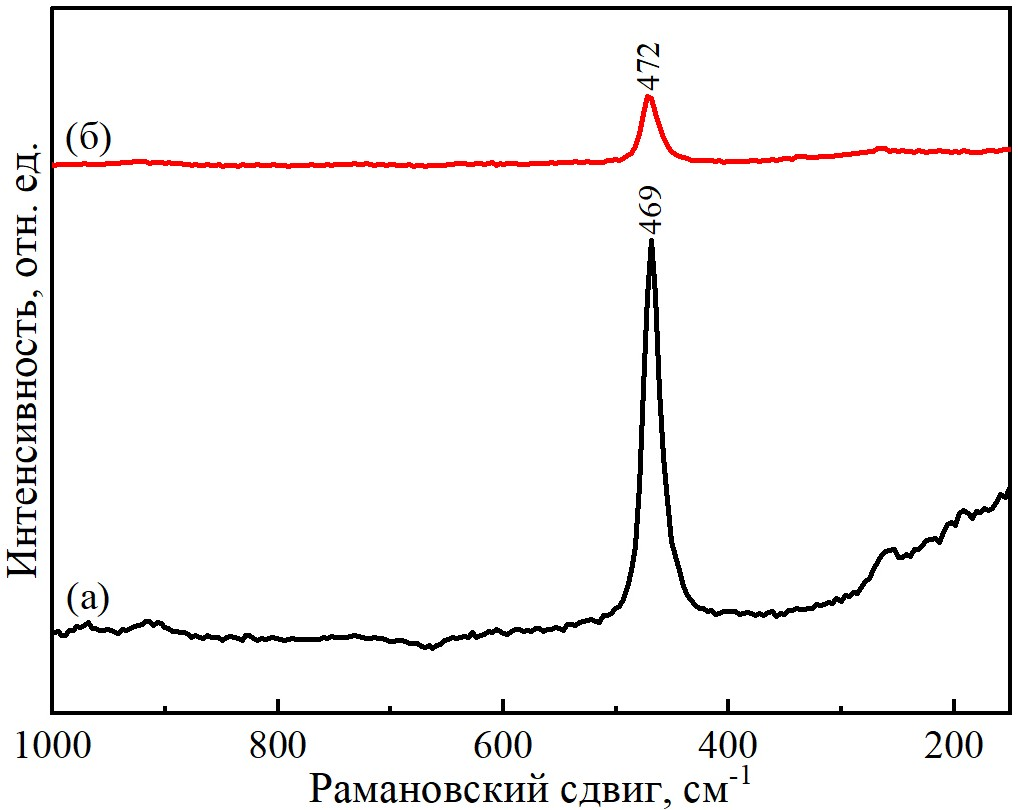 472
(б)
469
Интенсивность, отн. ед.
(а)
1000 800 600 400 200
Рамановский сдвиг, см⁻¹